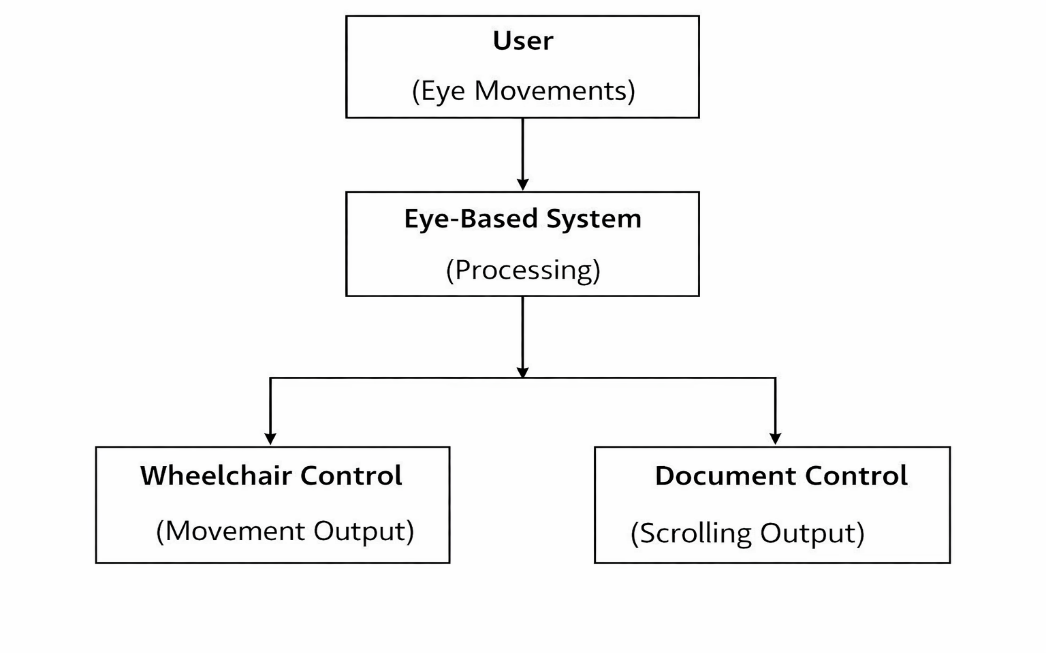 User
(Eye Movements)
Eye-Based System
(Processing)
Wheelchair Control
(Movement Output)
Document Control
(Scrolling Output)